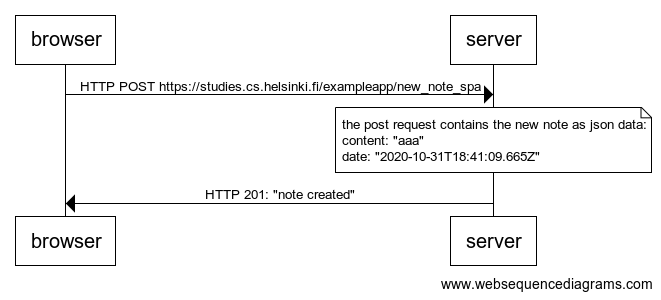 browser
server
HTTP POST https://studies.cs.helsinki.fi/exampleapp/new_note_spa
the post request contains the new note as json data:
content: "aaa"
date: "2020-10-31T18:41:09.665Z"
HTTP 201: "note created"
browser
server
www.websequencediagrams.com